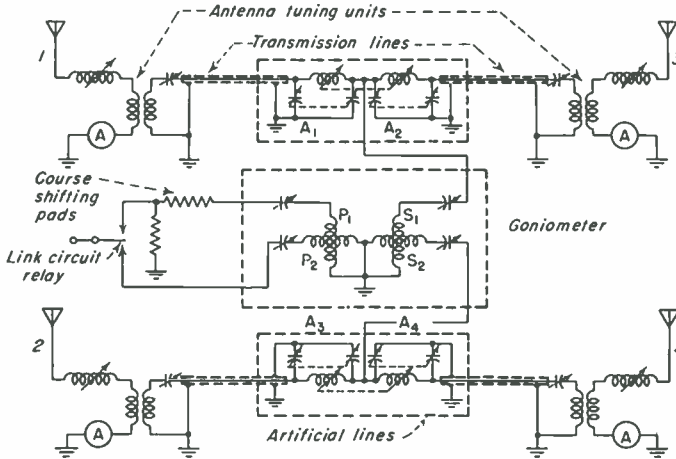 Antenna tuning units
1
Transmission lines
3
A
A
A₁
A₂
Course
shifting
pads
P₁
S₁
Goniometer
Link circuit
relay
P₂
S₂
A₃
A₄
2
A
A
Artificial lines